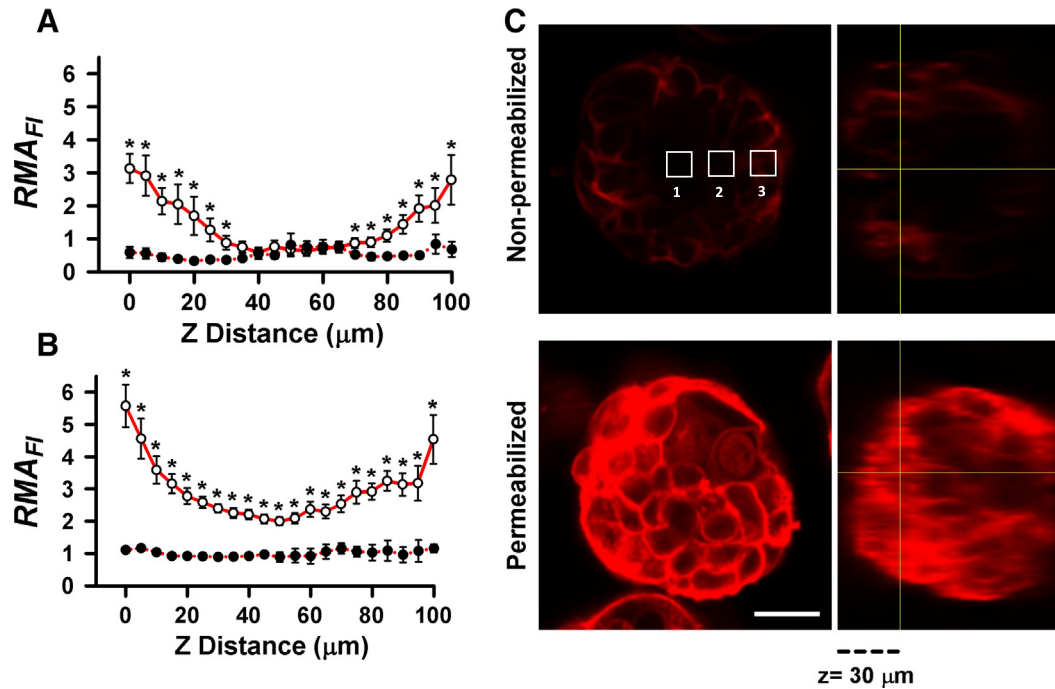 A
RMA_FI
6
5
4
3
2
1
0
* * * * * * * * * * * * * *
0 20 40 60 80 100
Z Distance (μm)
B
RMA_FI
6
5
4
3
2
1
0
* * * * * * * * * * * * * * * * * * * * *
0 20 40 60 80 100
Z Distance (μm)
C
Non-permeabilized
1 2 3
Permeabilized
z= 30 μm